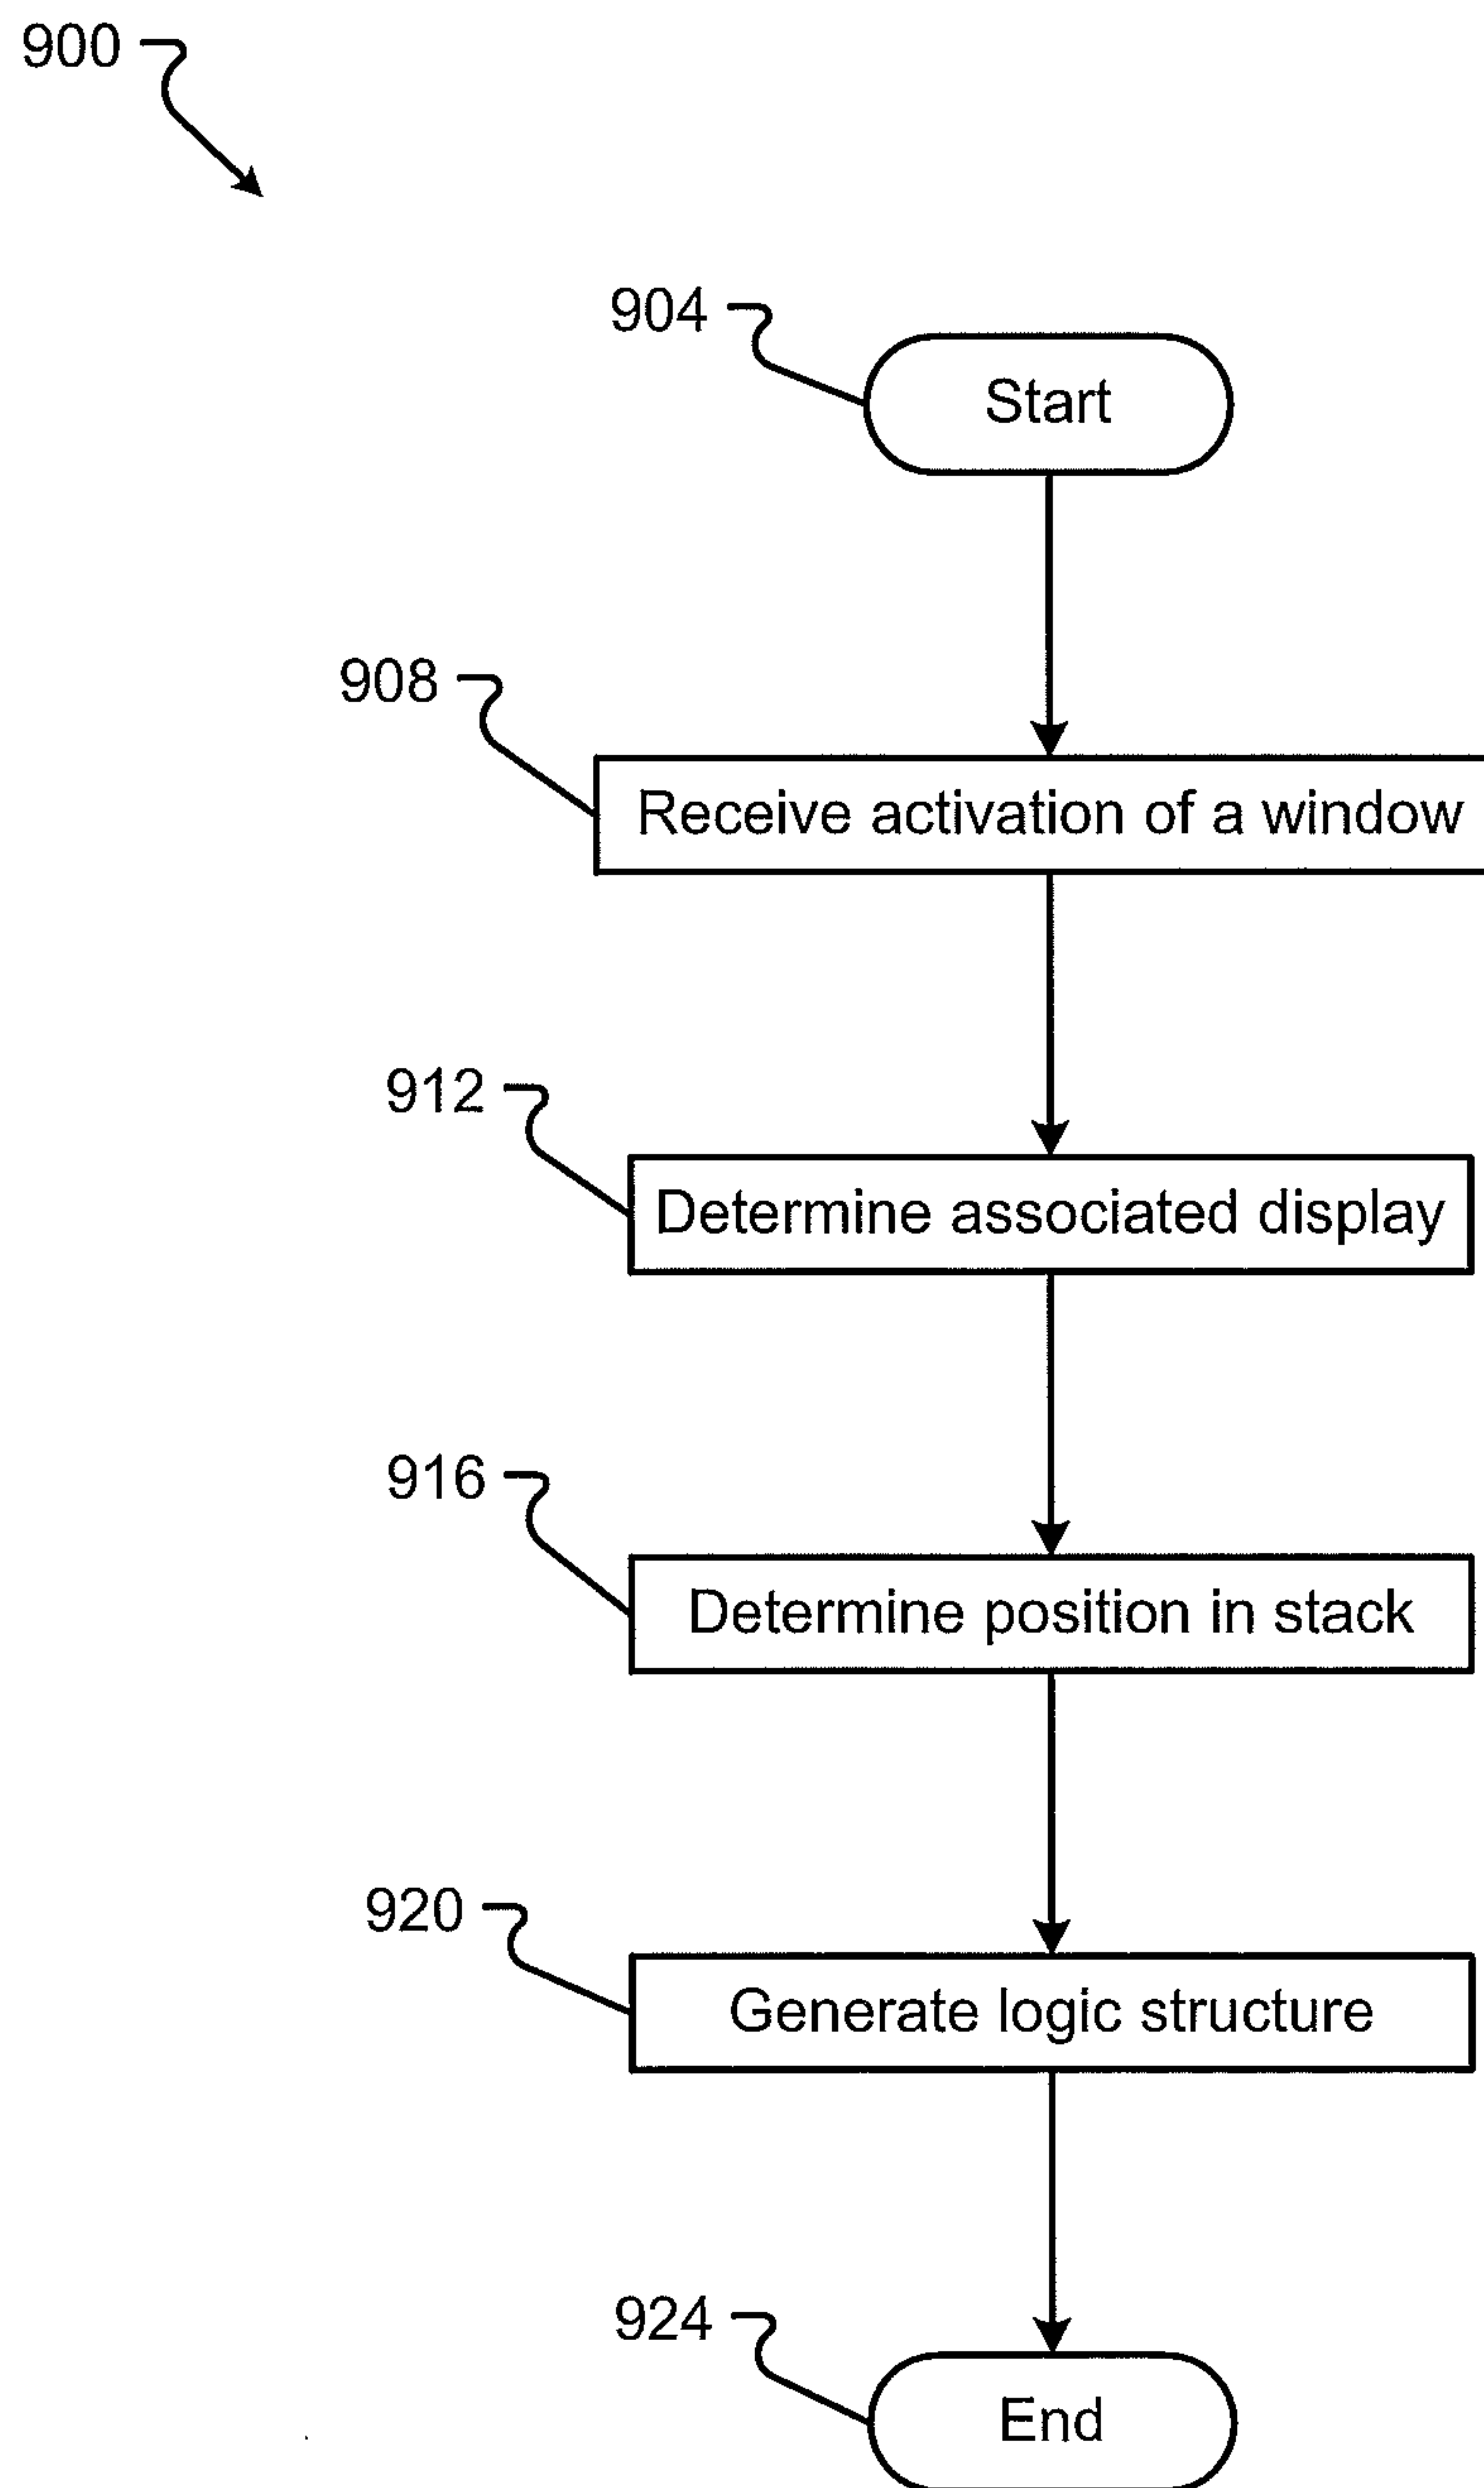 900
904
Start
908
Receive activation of a window
912
Determine associated display
916
Determine position in stack
920
Generate logic structure
924
End